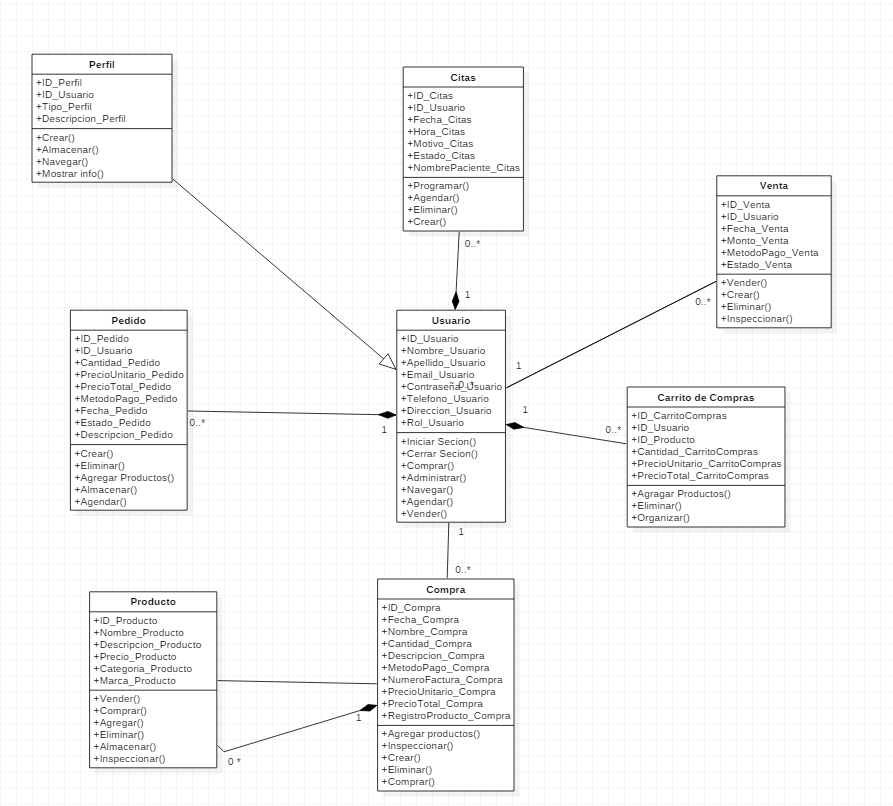 Perfil
+ID_Perfil
+ID_Usuario
+Tipo_Perfil
+Descripcion_Perfil
+Crear()
+Almacenar()
+Navegar()
+Mostrar info()
Citas
+ID_Citas
+ID_Usuario
+Fecha_Citas
+Hora_Citas
+Motivo_Citas
+Estado_Citas
+NombrePaciente_Citas
+Programar()
+Agendar()
+Eliminar()
+Crear()
0..*
1
Venta
+ID_Venta
+ID_Usuario
+Fecha_Venta
+Monto_Venta
+MetodoPago_Venta
+Estado_Venta
+Vender()
+Crear()
+Eliminar()
+Inspeccionar()
0..*
1
Pedido
+ID_Pedido
+ID_Usuario
+Cantidad_Pedido
+PrecioUnitario_Pedido
+PrecioTotal_Pedido
+MetodoPago_Pedido
+Fecha_Pedido
+Estado_Pedido
+Descripcion_Pedido
+Crear()
+Eliminar()
+Agregar Productos()
+Almacenar()
+Agendar()
0..*
1
Usuario
+ID_Usuario
+Nombre_Usuario
+Apellido_Usuario
+Email_Usuario
+Contraseña_Usuario
+Telefono_Usuario
+Direccion_Usuario
+Rol_Usuario
+Iniciar Secion()
+Cerrar Secion()
+Comprar()
+Administrar()
+Navegar()
+Agendar()
+Vender()
1
0..*
Carrito de Compras
+ID_CarritoCompras
+ID_Usuario
+ID_Producto
+Cantidad_CarritoCompras
+PrecioUnitario_CarritoCompras
+PrecioTotal_CarritoCompras
+Agragar Productos()
+Eliminar()
+Organizar()
1
0..*
Producto
+ID_Producto
+Nombre_Producto
+Descripcion_Producto
+Precio_Producto
+Categoria_Producto
+Marca_Producto
+Vender()
+Comprar()
+Agregar()
+Eliminar()
+Almacenar()
+Inspeccionar()
0 *
1
Compra
+ID_Compra
+Fecha_Compra
+Nombre_Compra
+Cantidad_Compra
+Descripcion_Compra
+MetodoPago_Compra
+NumeroFactura_Compra
+PrecioUnitario_Compra
+PrecioTotal_Compra
+RegistroProducto_Compra
+Agregar productos()
+Inspeccionar()
+Crear()
+Eliminar()
+Comprar()